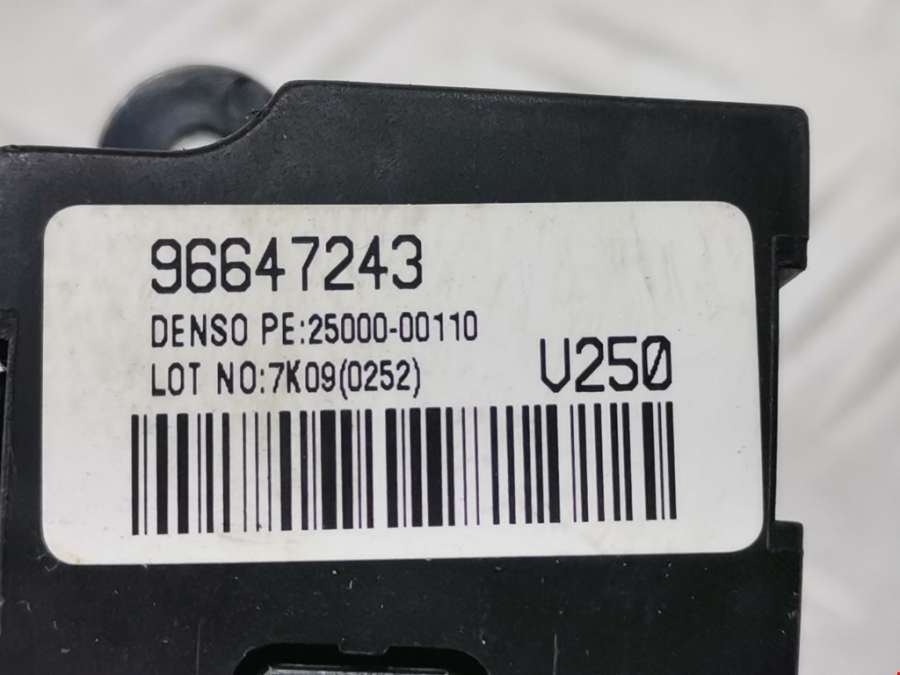 96647243
DENSO PE:25000-00110
LOT NO:7K09(0252)
V250